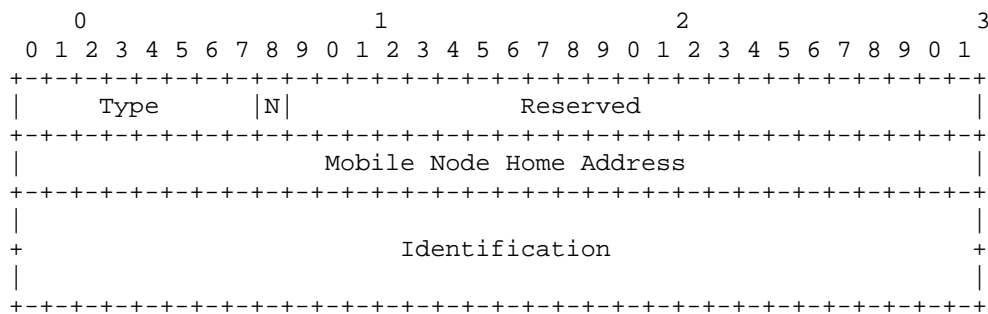 0                   1                   2                   3
 0 1 2 3 4 5 6 7 8 9 0 1 2 3 4 5 6 7 8 9 0 1 2 3 4 5 6 7 8 9 0 1
+-+-+-+-+-+-+-+-+-+-+-+-+-+-+-+-+-+-+-+-+-+-+-+-+-+-+-+-+-+-+-+-+
|     Type      |N|               Reserved                      |
+-+-+-+-+-+-+-+-+-+-+-+-+-+-+-+-+-+-+-+-+-+-+-+-+-+-+-+-+-+-+-+-+
|                    Mobile Node Home Address                   |
+-+-+-+-+-+-+-+-+-+-+-+-+-+-+-+-+-+-+-+-+-+-+-+-+-+-+-+-+-+-+-+-+
|                                                               |
+                         Identification                        +
|                                                               |
+-+-+-+-+-+-+-+-+-+-+-+-+-+-+-+-+-+-+-+-+-+-+-+-+-+-+-+-+-+-+-+-+